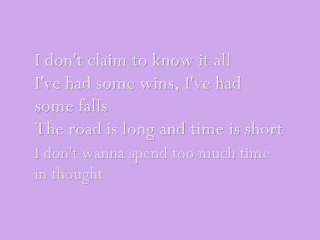 I don't claim to know it all
I've had some wins, I've had
some falls
The road is long and time is short
I don't wanna spend too much time
in thought